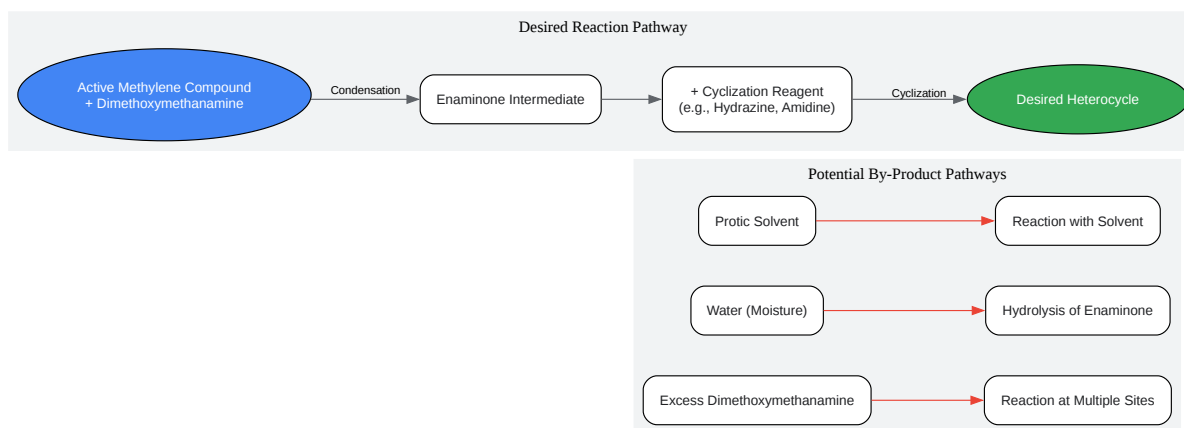 Desired Reaction Pathway
Active Methylene Compound
+ Dimethoxymethanamine
Condensation
Enaminone Intermediate
+ Cyclization Reagent
(e.g., Hydrazine, Amidine)
Cyclization
Desired Heterocycle
Potential By-Product Pathways
Protic Solvent
Reaction with Solvent
Water (Moisture)
Hydrolysis of Enaminone
Excess Dimethoxymethanamine
Reaction at Multiple Sites